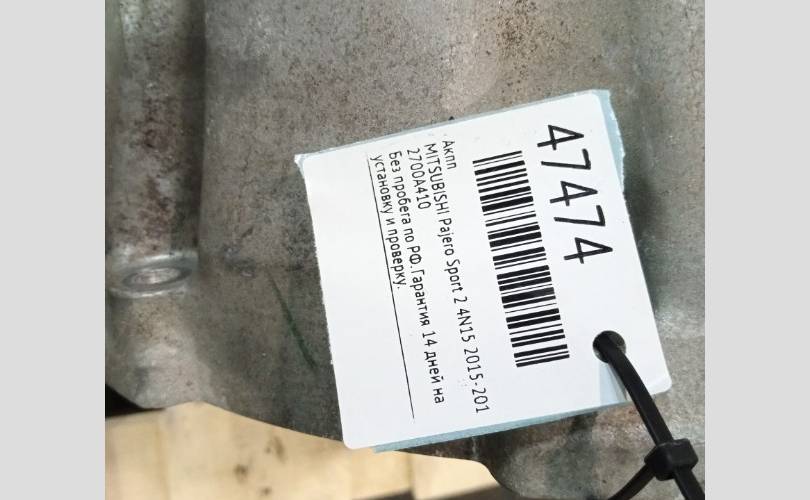 47474
Акпп
MITSUBISHI Pajero Sport 2 4N15 2015-201
2700A410
Без пробега по РФ.Гарантия 14 дней на
установку и проверку.